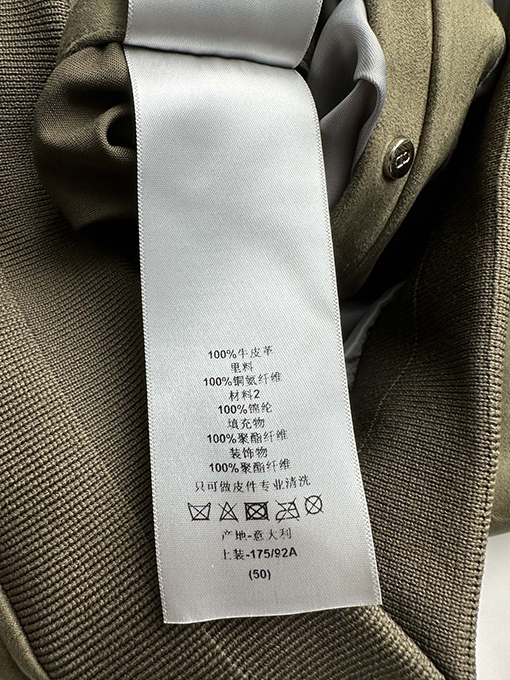 100%牛皮革
里料
100%铜氨纤维
材料2
100%锦纶
填充物
100%聚酯纤维
装饰物
100%聚酯纤维
只可做皮件专业清洗
产地-意大利
上装-175/92A
(50)